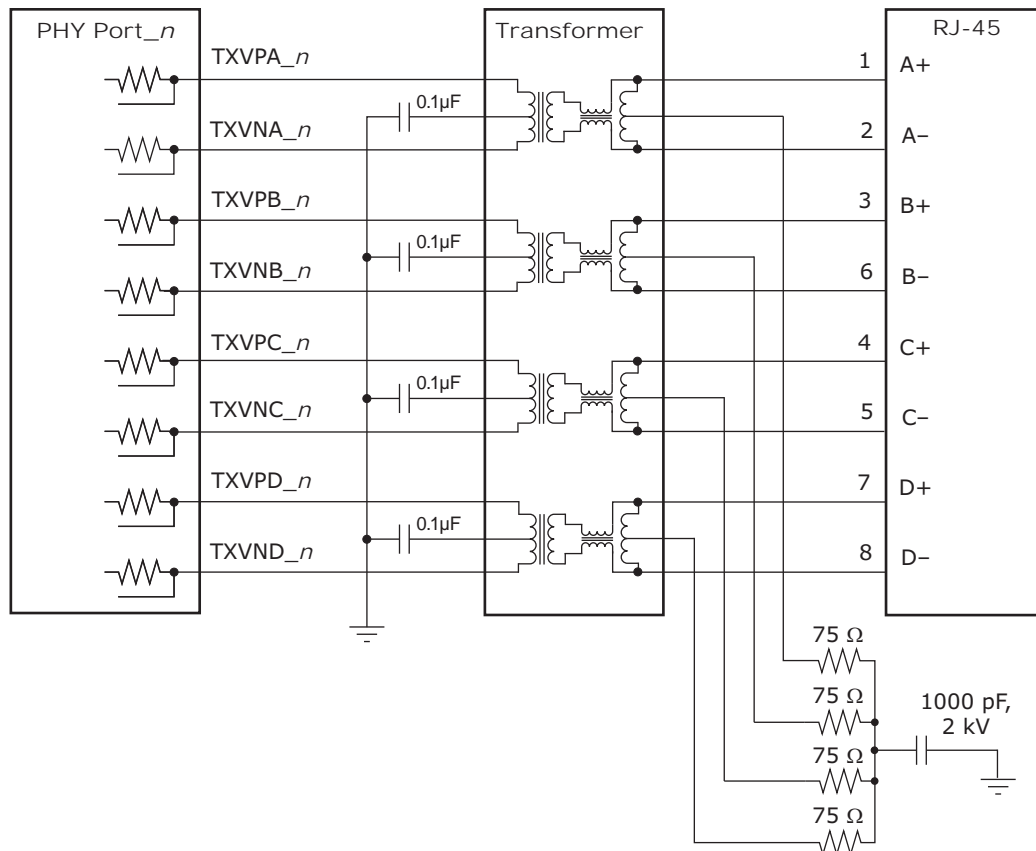 PHY Port_n
Transformer
RJ-45
TXVPA_n
1
A+
0.1µF
TXVNA_n
2
A–
TXVPB_n
3
B+
0.1µF
TXVNB_n
6
B–
TXVPC_n
4
C+
0.1µF
TXVNC_n
5
C–
TXVPD_n
7
D+
0.1µF
TXVND_n
8
D–
75 Ω
75 Ω
1000 pF,
2 kV
75 Ω
75 Ω